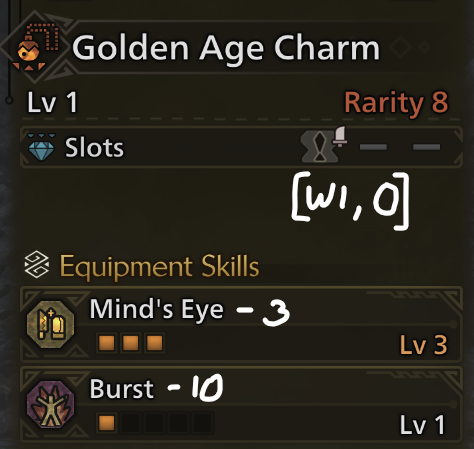 Golden Age Charm
Lv 1 Rarity 8
Slots
[W1, 0]
Equipment Skills
Mind's Eye - 3
Lv 3
Burst - 10
Lv 1